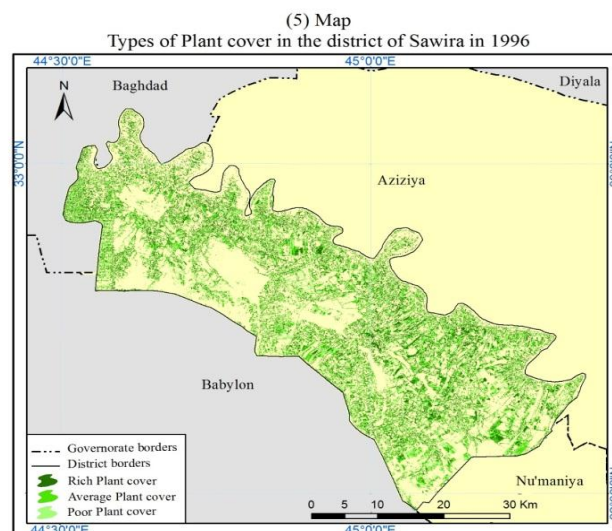 (5) Map
Types of Plant cover in the district of Sawira in 1996
44°30'0"E
45°0'0"E
Baghdad
Diyala
N
33°0'0"N
Aziziya
Babylon
Governorate borders
District borders
Rich Plant cover
Average Plant cover
Poor Plant cover
Nu'maniya
0 5 10 20 30 Km
44°30'0"E
45°0'0"E